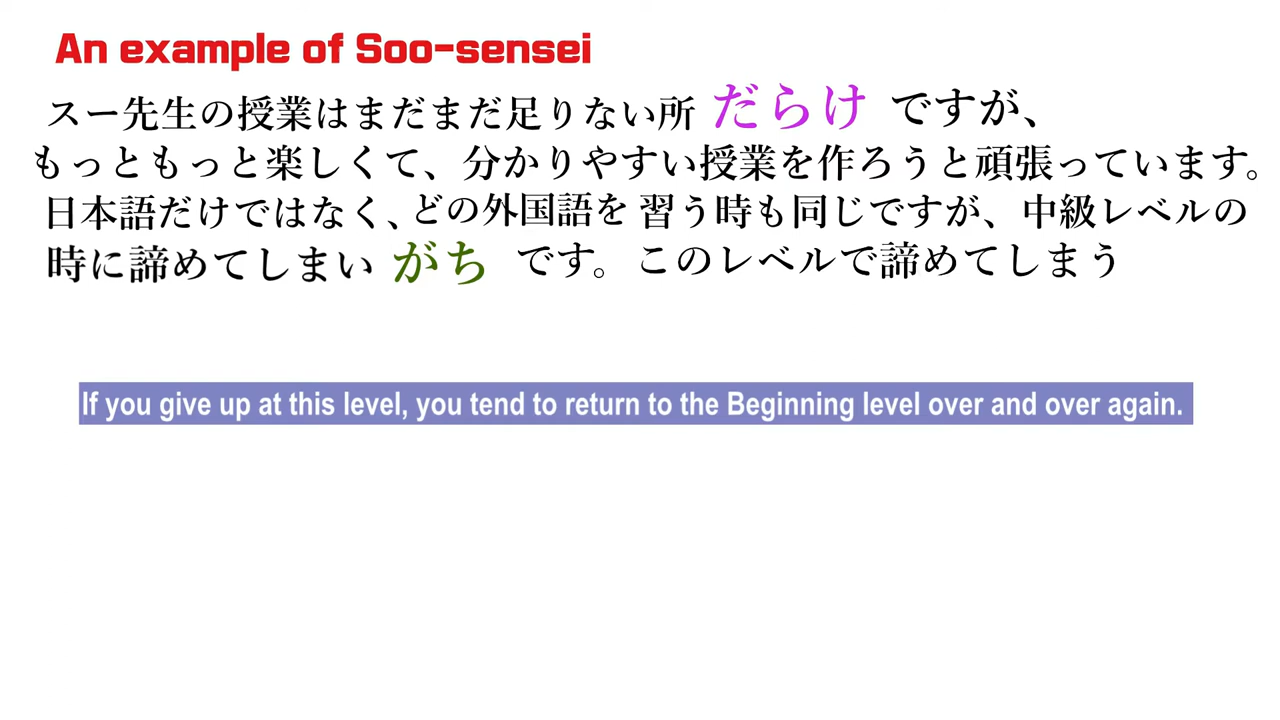 An example of Soo-sensei
スー先生の授業はまだまだ足りない所 だらけ ですが、
もっともっと楽しくて、分かりやすい授業を作ろうと頑張っています。
日本語だけではなく、どの外国語を 習う時も同じですが、中級レベルの
時に諦めてしまい がち です。このレベルで諦めてしまう
If you give up at this level, you tend to return to the Beginning level over and over again.